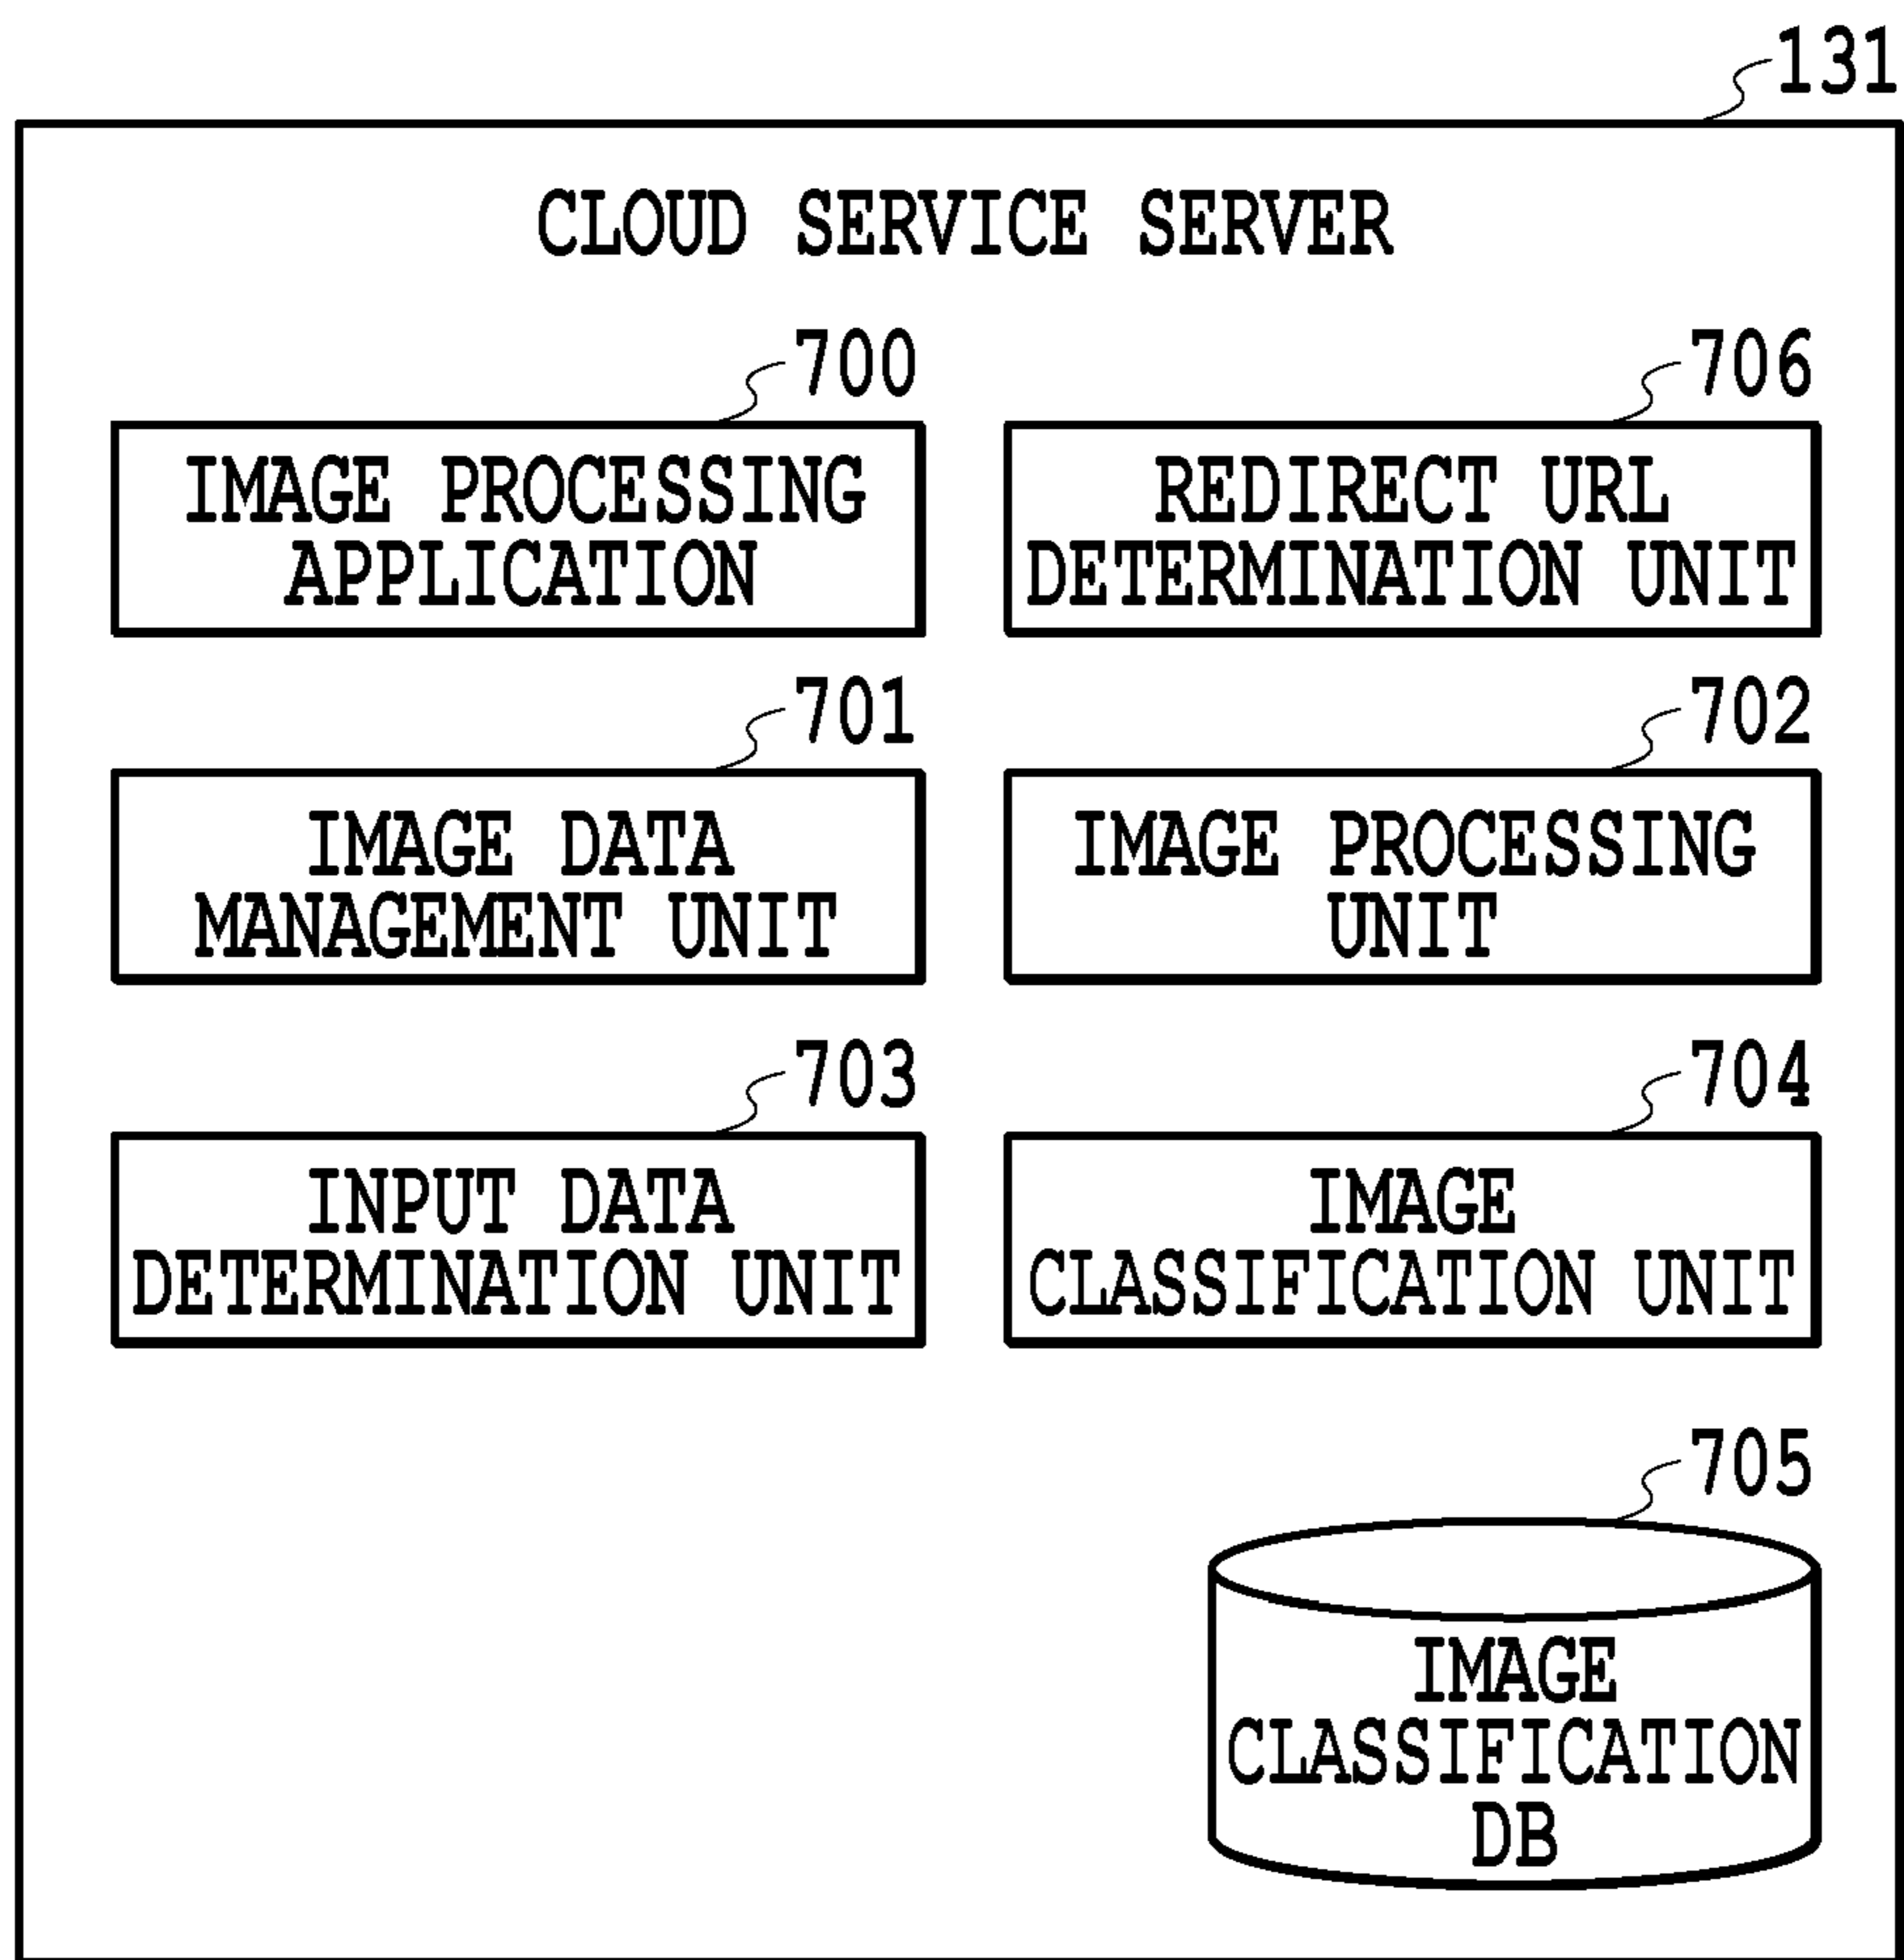 131
CLOUD SERVICE SERVER
700
IMAGE PROCESSING
APPLICATION
706
REDIRECT URL
DETERMINATION UNIT
701
IMAGE DATA
MANAGEMENT UNIT
702
IMAGE PROCESSING
UNIT
703
INPUT DATA
DETERMINATION UNIT
704
IMAGE
CLASSIFICATION UNIT
705
IMAGE
CLASSIFICATION
DB